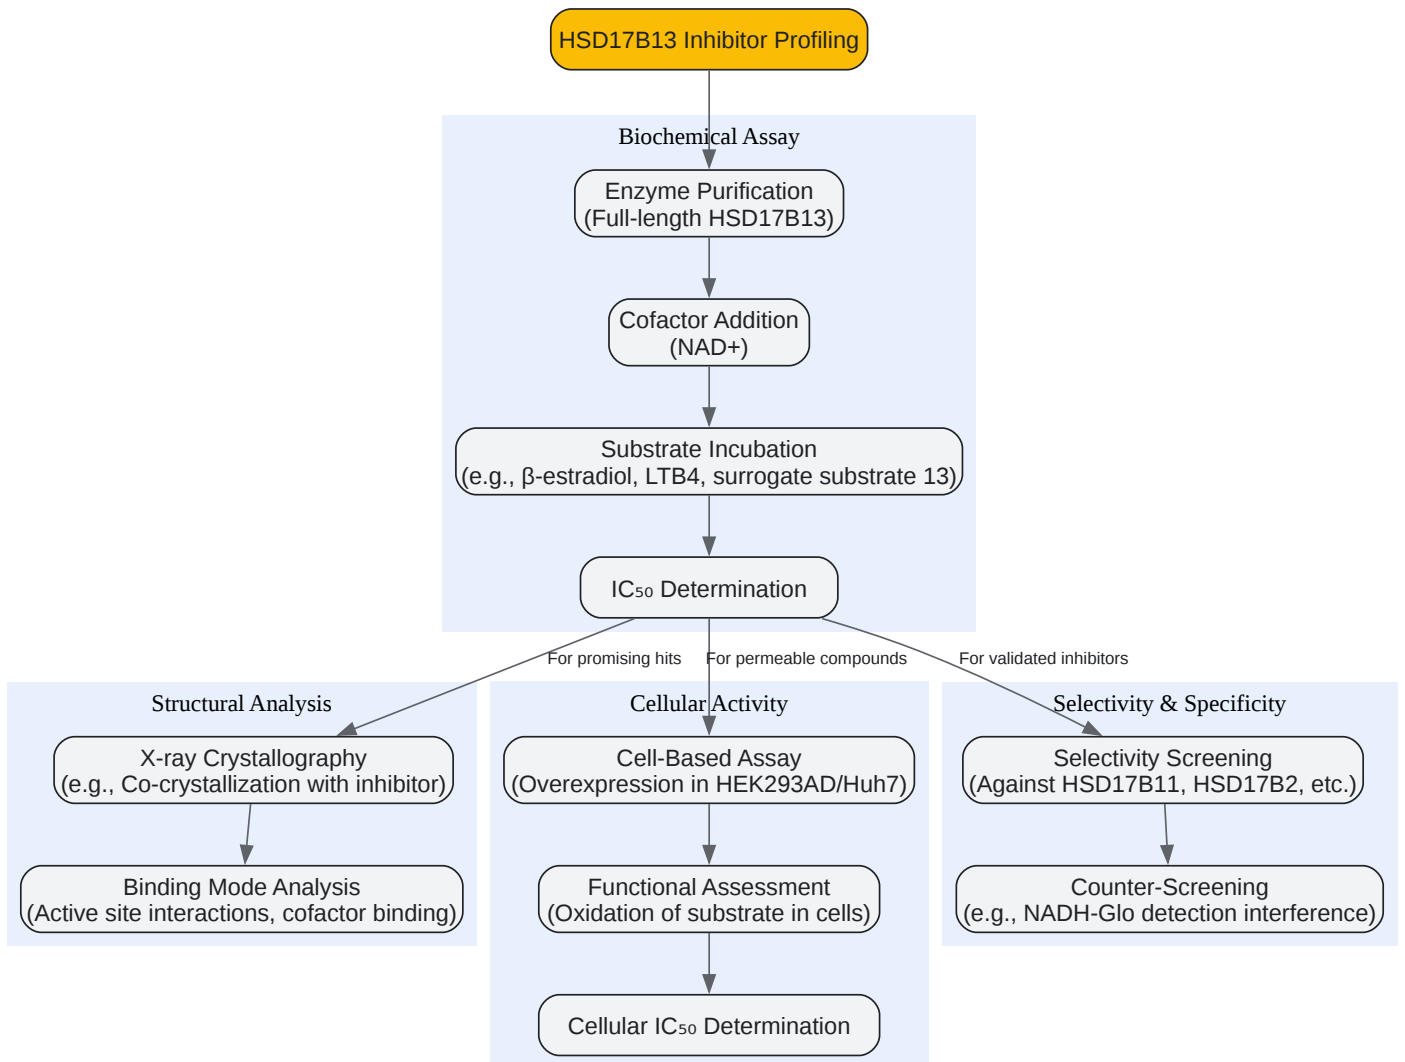 HSD17B13 Inhibitor Profiling
Biochemical Assay
Enzyme Purification
(Full-length HSD17B13)
Cofactor Addition
(NAD+)
Substrate Incubation
(e.g., β-estradiol, LTB4, surrogate substrate 13)
IC₅₀ Determination
For promising hits
For permeable compounds
For validated inhibitors
Structural Analysis
X-ray Crystallography
(e.g., Co-crystallization with inhibitor)
Binding Mode Analysis
(Active site interactions, cofactor binding)
Cellular Activity
Cell-Based Assay
(Overexpression in HEK293AD/Huh7)
Functional Assessment
(Oxidation of substrate in cells)
Cellular IC₅₀ Determination
Selectivity & Specificity
Selectivity Screening
(Against HSD17B11, HSD17B2, etc.)
Counter-Screening
(e.g., NADH-Glo detection interference)